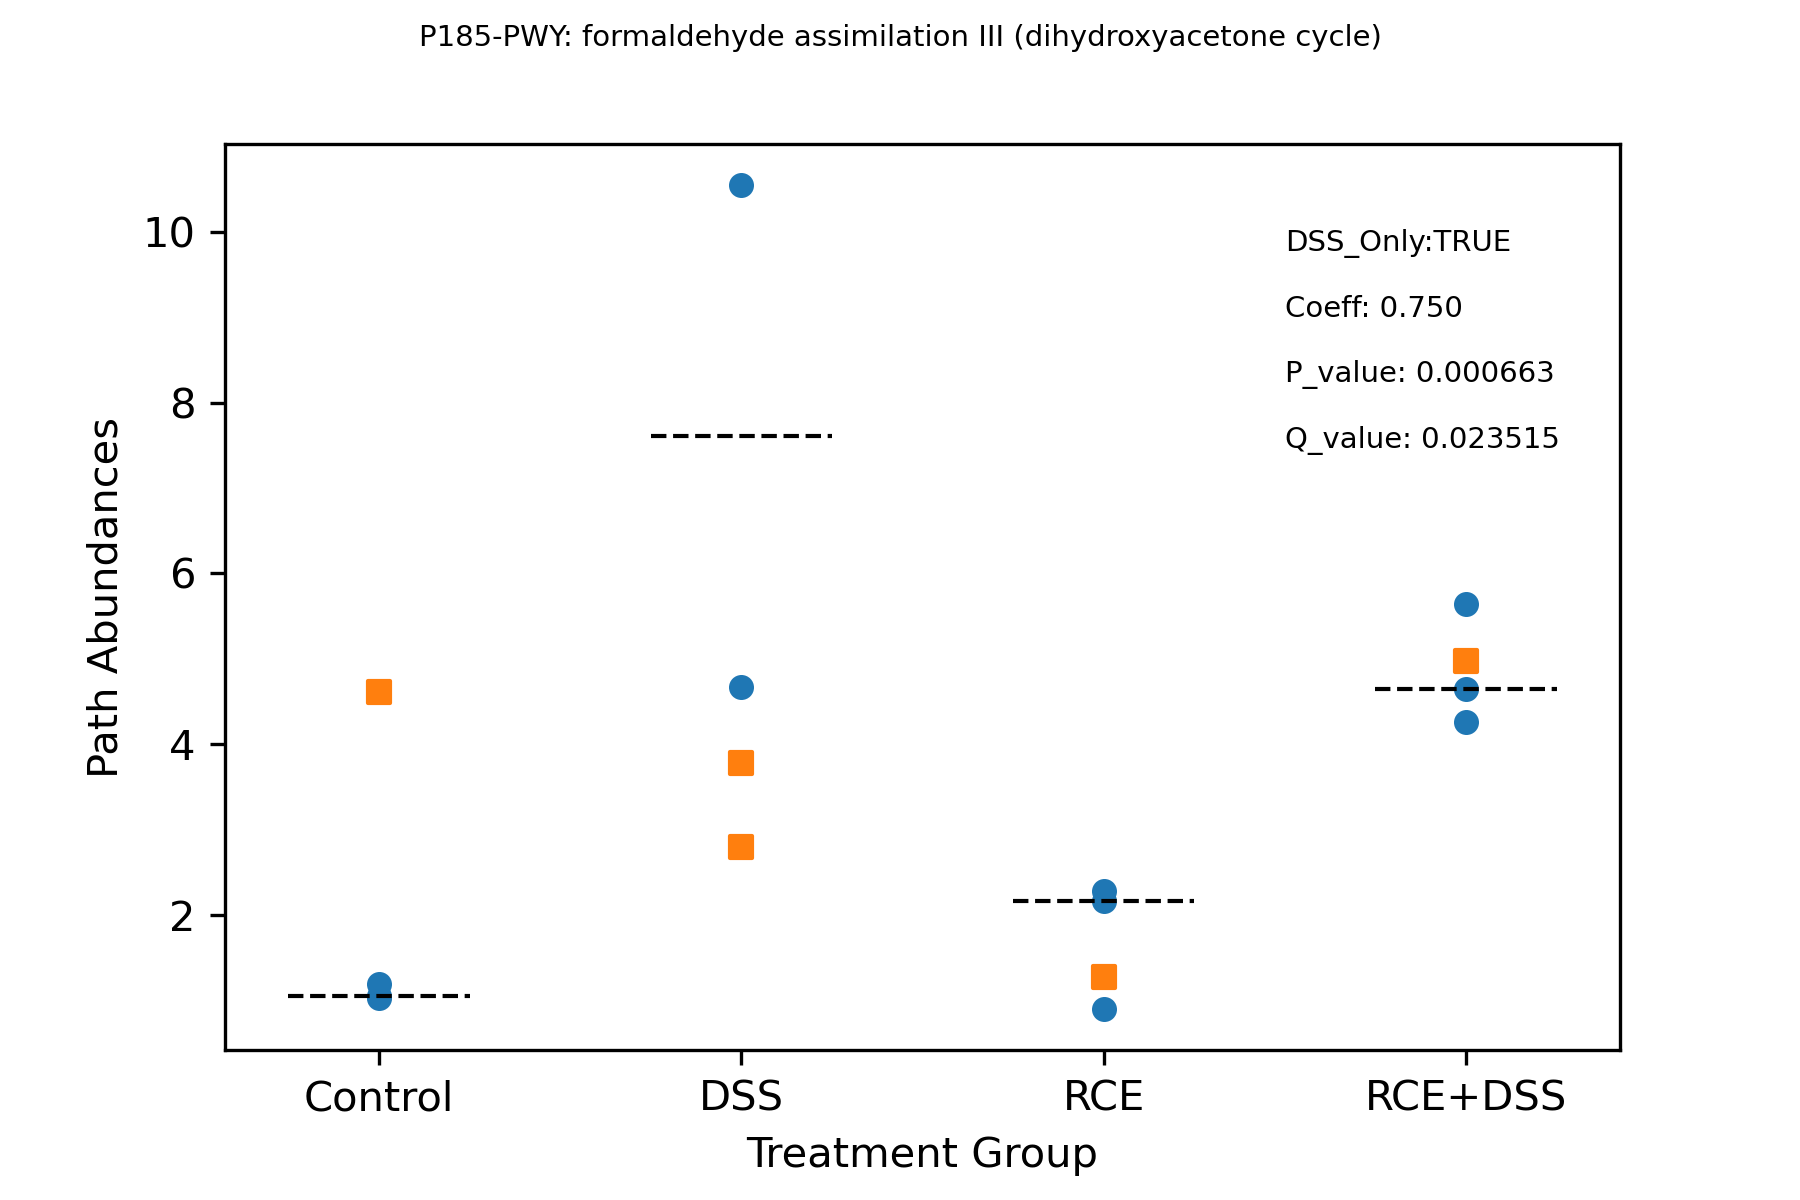 P185-PWY: formaldehyde assimilation III (dihydroxyacetone cycle)
10
8
6
4
2
Path Abundances
DSS_Only:TRUE
Coeff: 0.750
P_value: 0.000663
Q_value: 0.023515
Control
DSS
RCE
RCE+DSS
Treatment Group